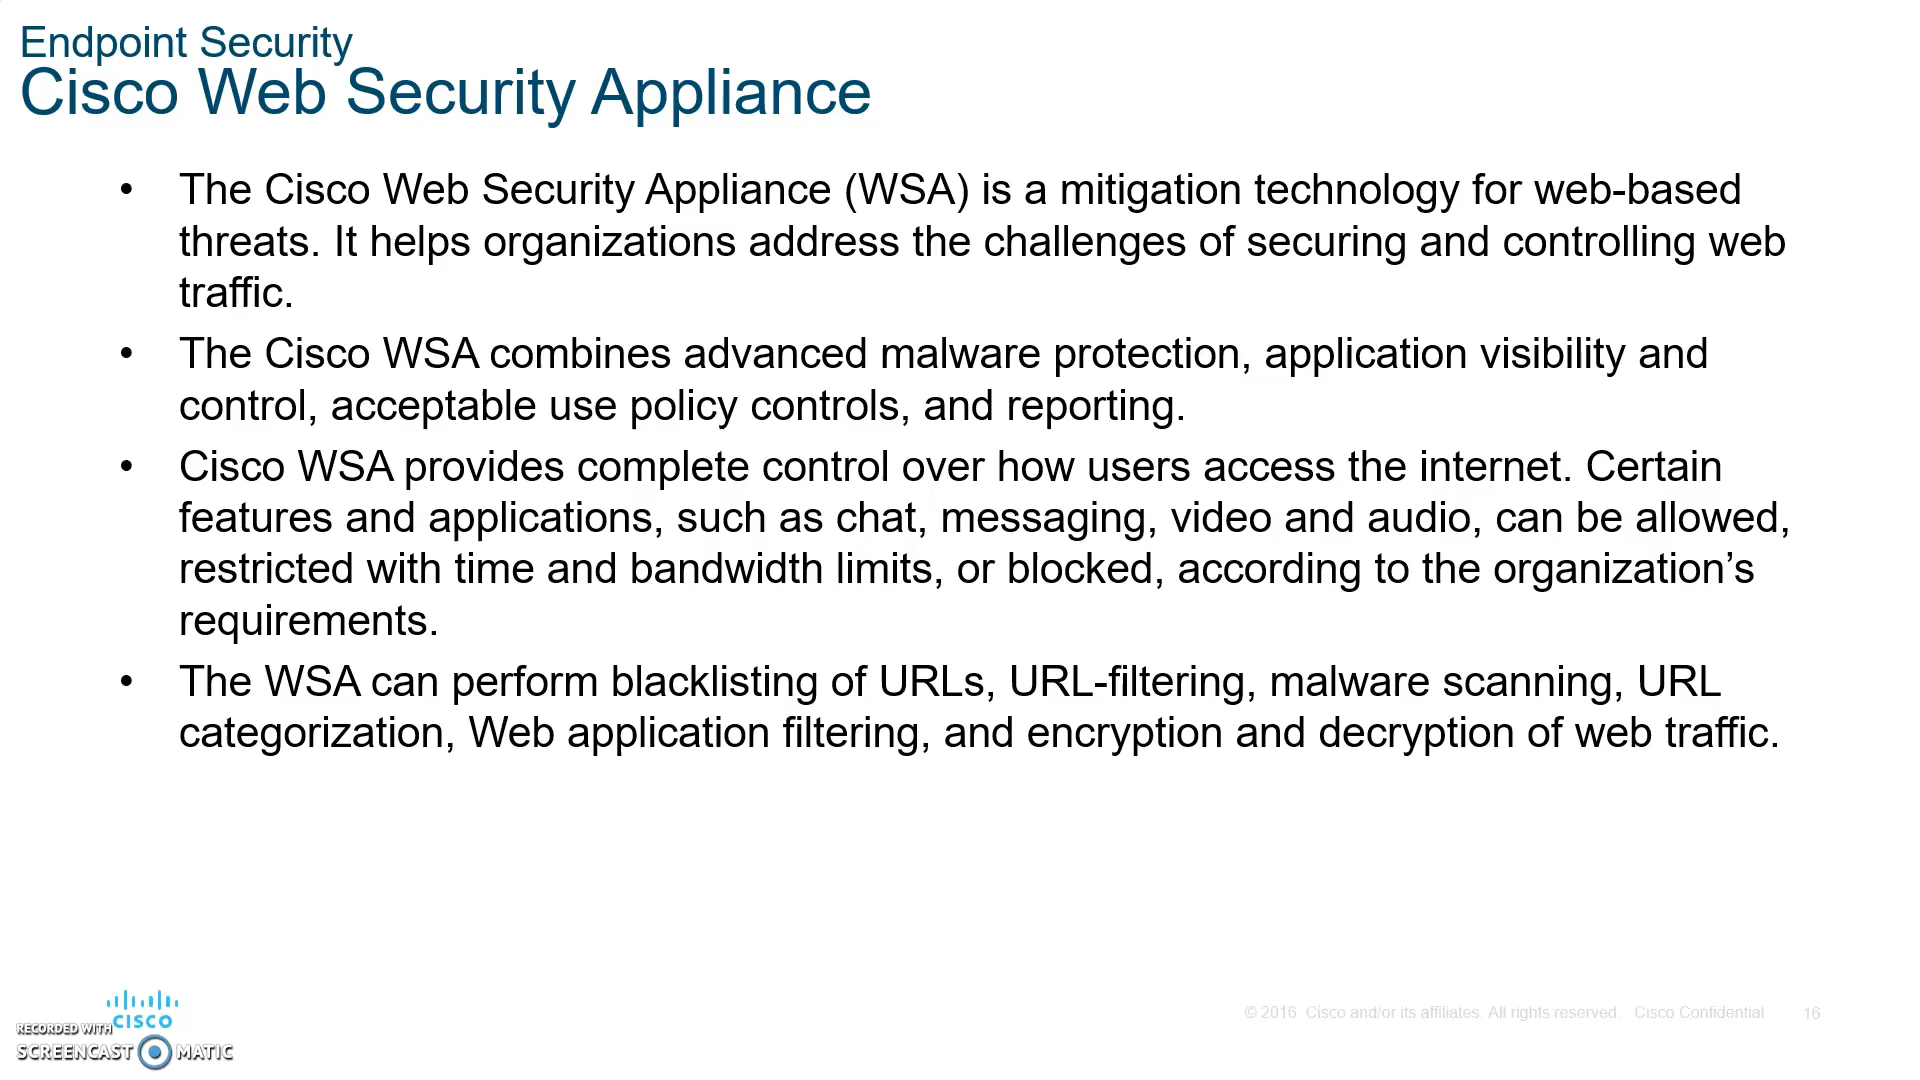 Endpoint Security
Cisco Web Security Appliance
• The Cisco Web Security Appliance (WSA) is a mitigation technology for web-based
threats. It helps organizations address the challenges of securing and controlling web
traffic.
• The Cisco WSA combines advanced malware protection, application visibility and
control, acceptable use policy controls, and reporting.
• Cisco WSA provides complete control over how users access the internet. Certain
features and applications, such as chat, messaging, video and audio, can be allowed,
restricted with time and bandwidth limits, or blocked, according to the organization’s
requirements.
• The WSA can perform blacklisting of URLs, URL-filtering, malware scanning, URL
categorization, Web application filtering, and encryption and decryption of web traffic.
CISCO
RECORDED WITH
SCREENCAST MATIC
© 2016 Cisco and/or its affiliates. All rights reserved. Cisco Confidential 16